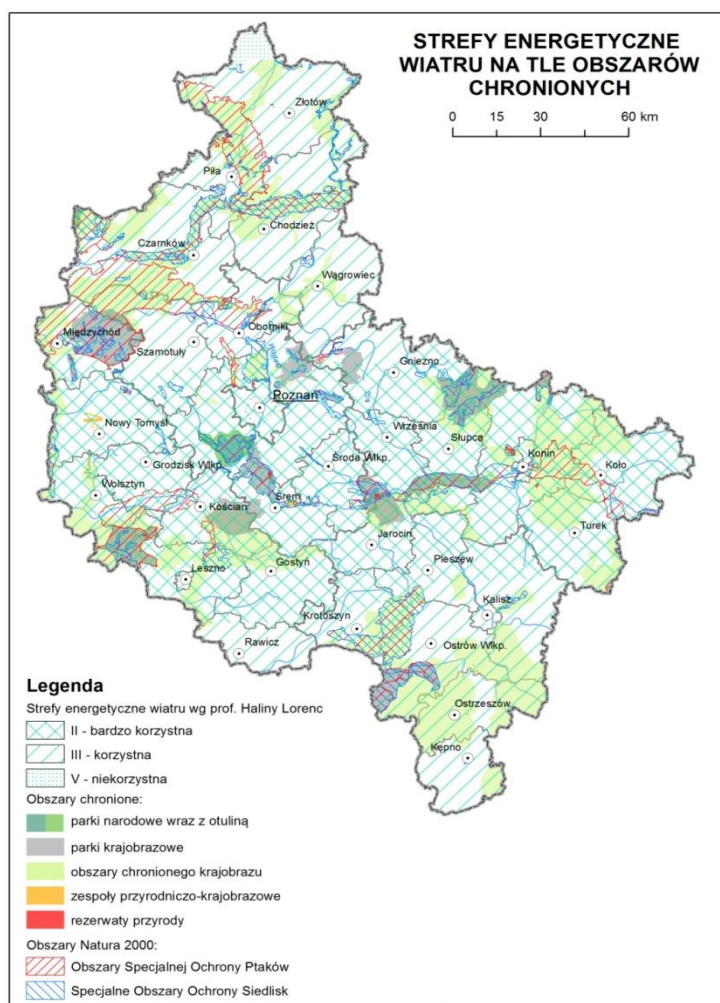 STREFY ENERGETYCZNE
WIATRU NA TLE OBSZARÓW
CHRONIONYCH
0 15 30 60 km
Złotów
Piła
Chodzież
Czarnków
Wągrowiec
Oborniki
Międzychód
Szamotuły
Gniezno
Poznań
Nowy Tomyśl
Września
Słupca
Grodzisk Wlkp.
Środa Wlkp.
Konin
Koło
Wolsztyn
Kościan
Śrem
Turek
Jarocin
Leszno
Gostyń
Pleszew
Kalisz
Krotoszyn
Rawicz
Ostrów Wlkp.
Ostrzeszów
Kępno
Legenda
Strefy energetyczne wiatru wg prof. Haliny Lorenc
II - bardzo korzystna
III - korzystna
V - niekorzystna
Obszary chronione:
parki narodowe wraz z otuliną
parki krajobrazowe
obszary chronionego krajobrazu
zespoły przyrodniczo-krajobrazowe
rezerwaty przyrody
Obszary Natura 2000:
Obszary Specjalnej Ochrony Ptaków
Specjalne Obszary Ochrony Siedlisk